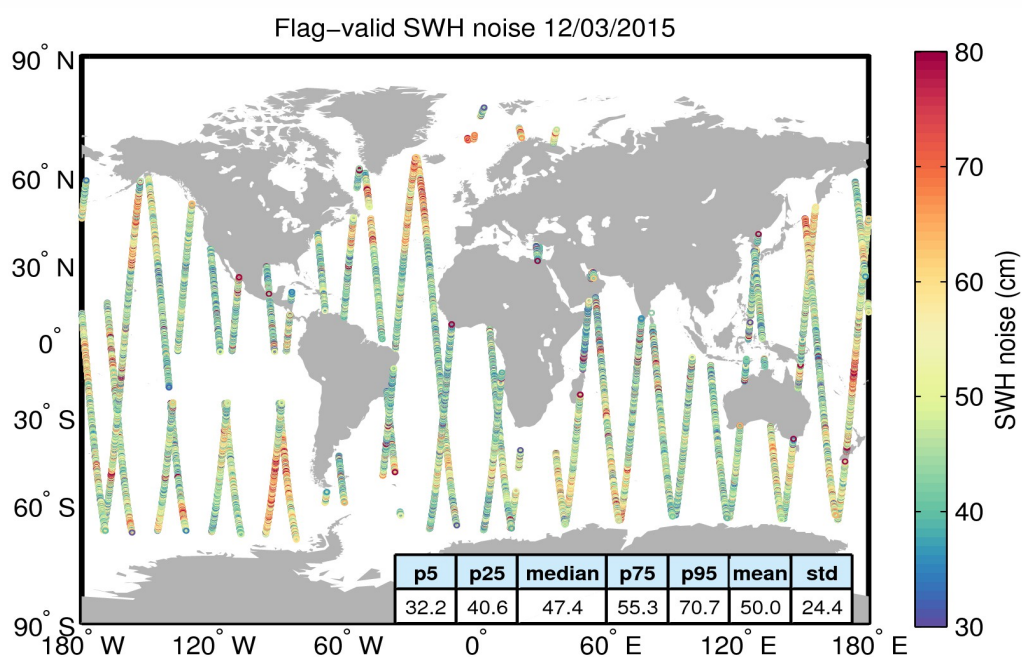 Flag−valid SWH noise 12/03/2015
90° N
60° N
30° N
0°
30° S
60° S
90° S
180° W
120° W
60° W
0°
60° E
120° E
180° E
p5 p25 median p75 p95 mean std
32.2 40.6 47.4 55.3 70.7 50.0 24.4
80
70
60
50
40
30
SWH noise (cm)